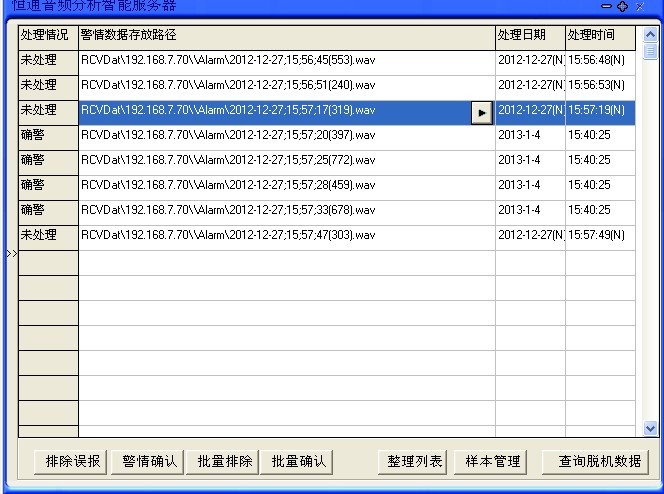 恒通音频分析智能服务器
处理情况 警情数据存放路径 处理日期 处理时间
未处理 RCVDat\192.168.7.70\\Alarm\2012-12-27;15;56;45(553).wav 2012-12-27(N) 15:56:48(N)
未处理 RCVDat\192.168.7.70\\Alarm\2012-12-27;15;56;51(240).wav 2012-12-27(N) 15:56:53(N)
未处理 RCVDat\192.168.7.70\\Alarm\2012-12-27;15;57;17(319).wav 2012-12-27(N) 15:57:19(N)
确警 RCVDat\192.168.7.70\\Alarm\2012-12-27;15;57;20(397).wav 2013-1-4 15:40:25
确警 RCVDat\192.168.7.70\\Alarm\2012-12-27;15;57;25(772).wav 2013-1-4 15:40:25
确警 RCVDat\192.168.7.70\\Alarm\2012-12-27;15;57;28(459).wav 2013-1-4 15:40:25
确警 RCVDat\192.168.7.70\\Alarm\2012-12-27;15;57;33(678).wav 2013-1-4 15:40:25
未处理 RCVDat\192.168.7.70\\Alarm\2012-12-27;15;57;47(303).wav 2012-12-27(N) 15:57:49(N)
>>
排除误报 警情确认 批量排除 批量确认 整理列表 样本管理 查询脱机数据